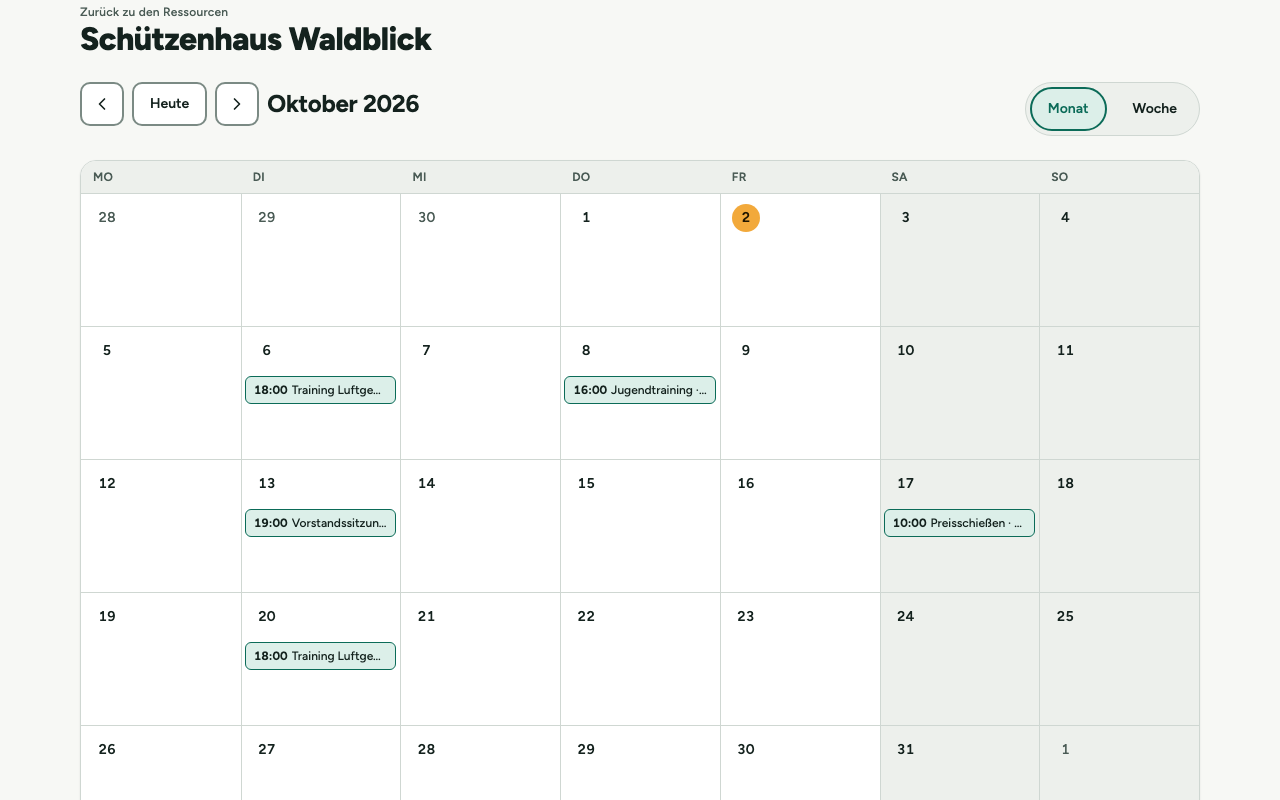 Zurück zu den Ressourcen
Schützenhaus Waldblick
Heute
Oktober 2026
Monat
Woche
MO DI MI DO FR SA SO
28 29 30 1 2 3 4
5 6 7 8 9 10 11
18:00 Training Luftge…
16:00 Jugendtraining ·…
12 13 14 15 16 17 18
19:00 Vorstandssitzun…
10:00 Preisschießen · …
19 20 21 22 23 24 25
18:00 Training Luftge…
26 27 28 29 30 31 1